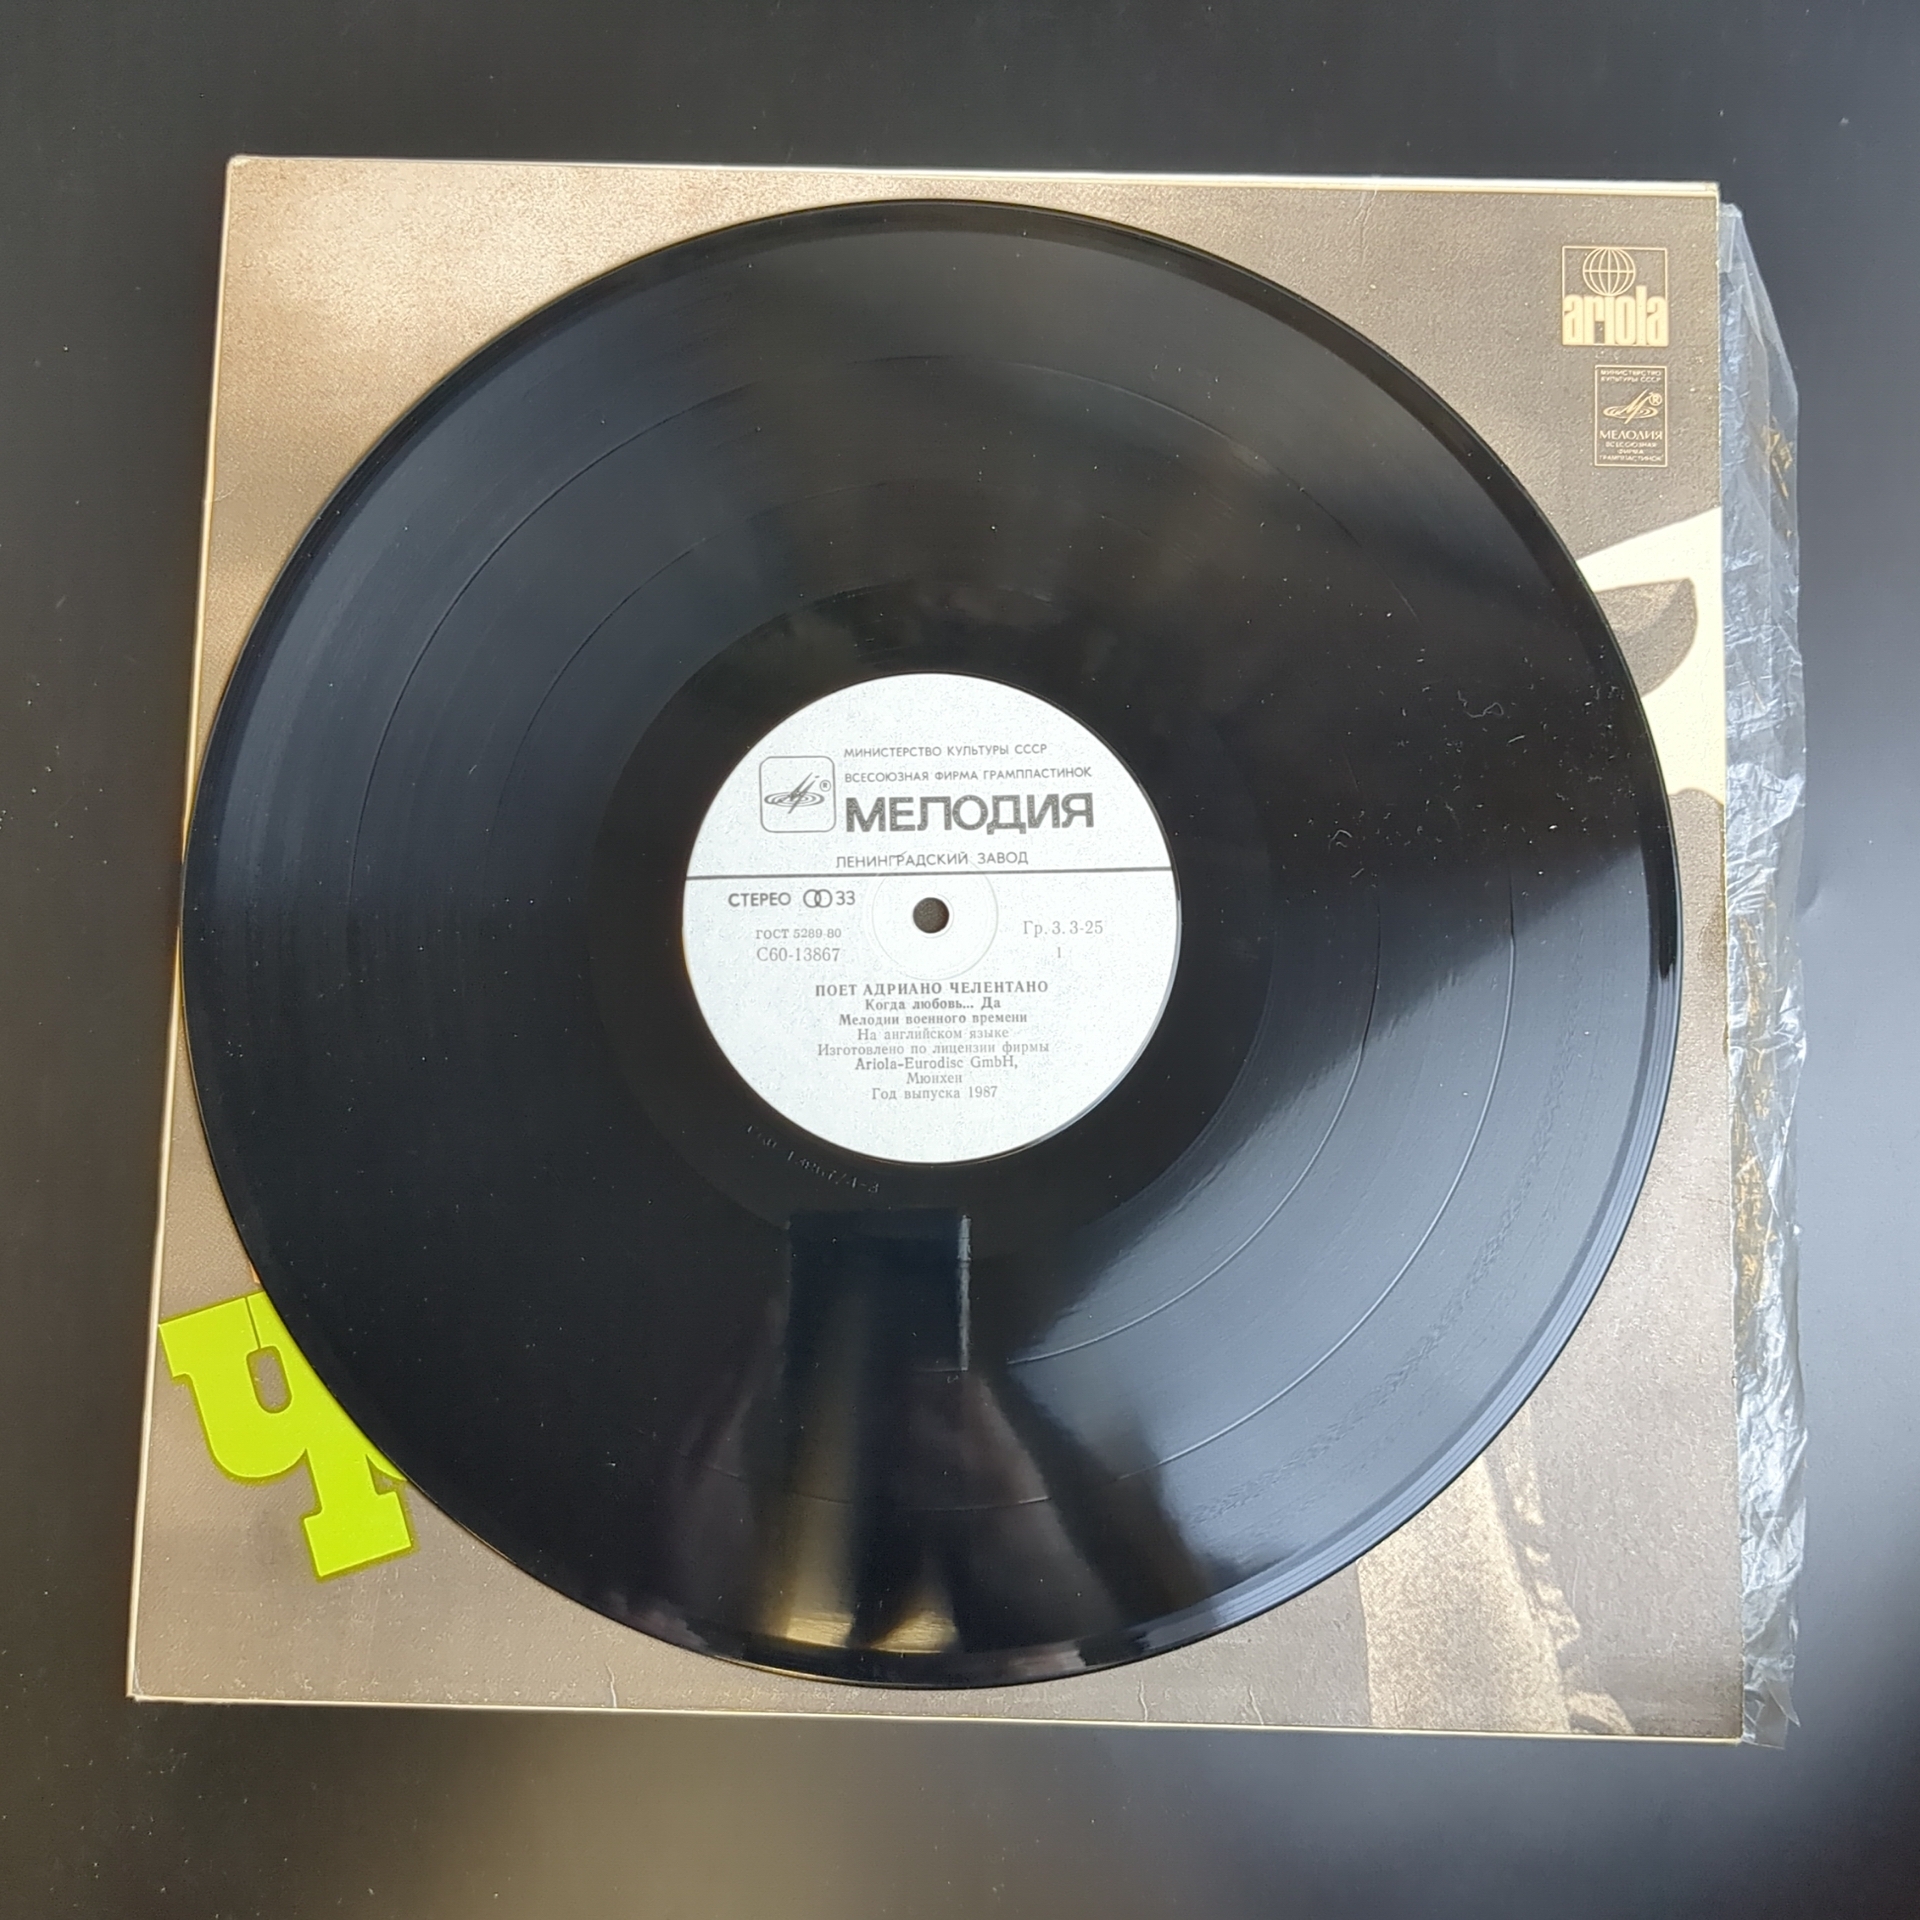 ariola
МИНИСТЕРСТВО
КУЛЬТУРЫ СССР
МЕЛОДИЯ
ВСЕСОЮЗНАЯ
ФИРМА
ГРАМПЛАСТИНОК
МИНИСТЕРСТВО КУЛЬТУРЫ СССР
ВСЕСОЮЗНАЯ ФИРМА ГРАМПЛАСТИНОК
МЕЛОДИЯ
ЛЕНИНГРАДСКИЙ ЗАВОД
СТЕРЕО 33
ГОСТ 5289-80
С60-13867
Гр. 3. 3-25
1
ПОЕТ АДРИАНО ЧЕЛЕНТАНО
Когда любовь... Да
Мелодии военного времени
На английском языке
Изготовлено по лицензии фирмы
Ariola-Eurodisc GmbH,
Мюнхен
Год выпуска 1987